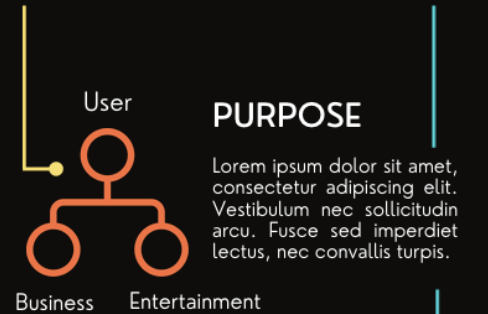 User
PURPOSE
Lorem ipsum dolor sit amet,
consectetur adipiscing elit.
Vestibulum nec sollicitudin
arcu. Fusce sed imperdiet
lectus, nec convallis turpis.
Business
Entertainment